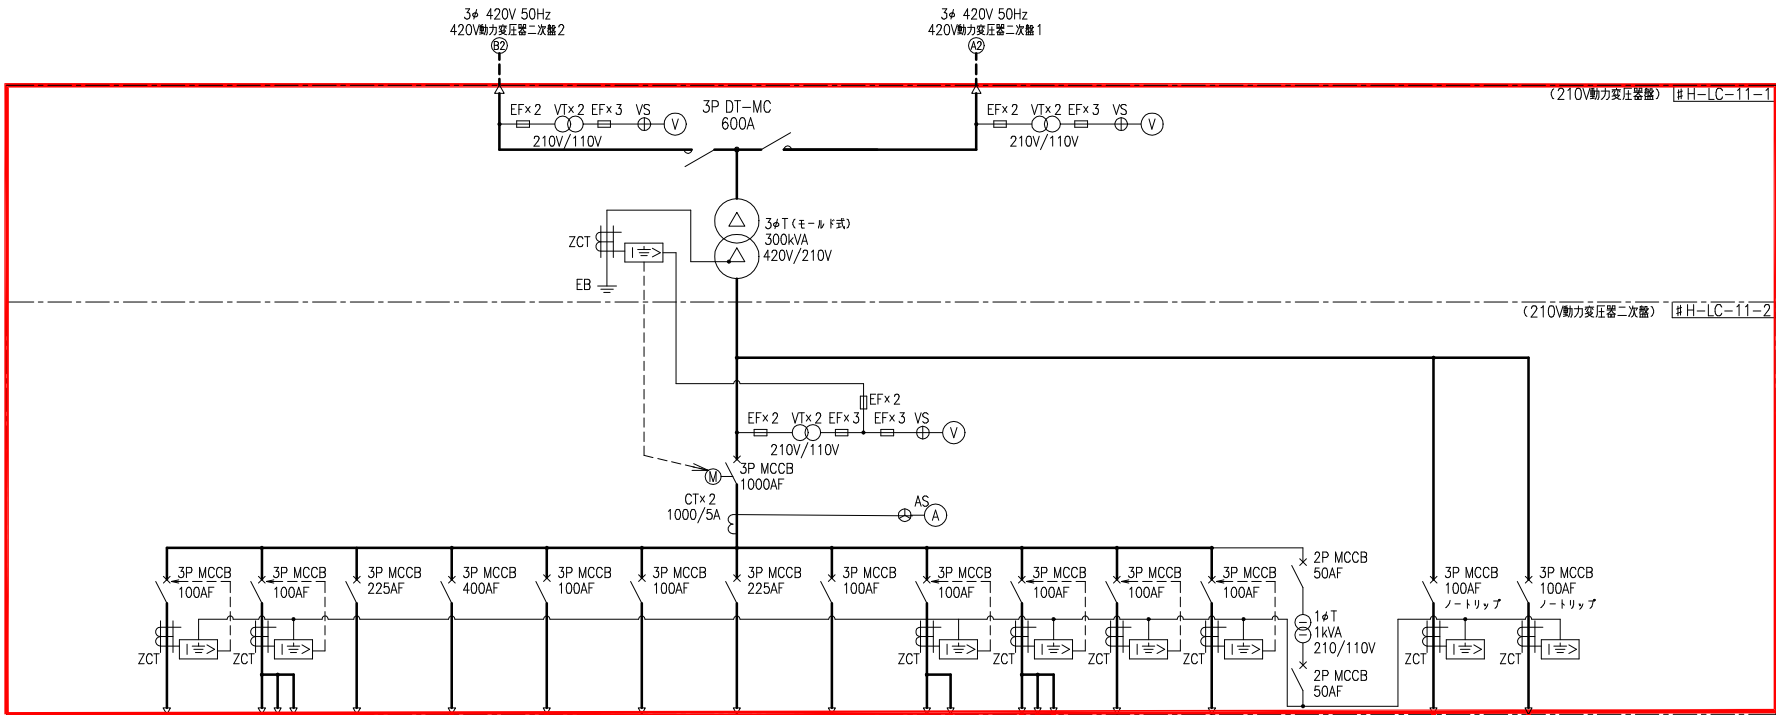 3φ 420V 50Hz
420V動力変圧器二次盤2
B2
3φ 420V 50Hz
420V動力変圧器二次盤1
A2
(210V動力変圧器盤) #H-LC-11-1
EF×2 VT×2 EF×3 VS V
210V/110V
3P DT-MC
600A
EF×2 VT×2 EF×3 VS V
210V/110V
3φT(モールド式)
300kVA
420V/210V
ZCT
I >
EB
(210V動力変圧器二次盤) #H-LC-11-2
EF×2
EF×2 VT×2 EF×3 EF×3 VS V
210V/110V
M
3P MCCB
1000AF
CT×2
1000/5A
AS
A
3P MCCB
100AF
3P MCCB
100AF
3P MCCB
225AF
3P MCCB
400AF
3P MCCB
100AF
3P MCCB
100AF
3P MCCB
225AF
3P MCCB
100AF
3P MCCB
100AF
3P MCCB
100AF
3P MCCB
100AF
3P MCCB
100AF
2P MCCB
50AF
3P MCCB
100AF
ノートリップ
3P MCCB
100AF
ノートリップ
1φT
1kVA
210/110V
2P MCCB
50AF
ZCT I >
ZCT I >
ZCT I >
ZCT I >
ZCT I >
ZCT I >
ZCT I >
ZCT I >